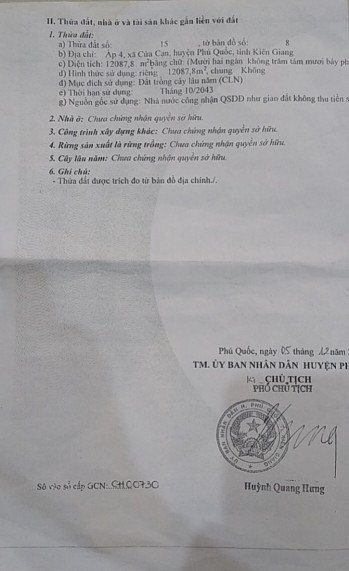 II. Thửa đất, nhà ở và tài sản khác gắn liền với đất
1. Thửa đất:
a) Thửa đất số: 15 , tờ bản đồ số: 8
b) Địa chỉ: Ấp 4, xã Cửa Cạn, huyện Phú Quốc, tỉnh Kiên Giang
c) Diện tích: 12087,8 m² bằng chữ: (Mười hai ngàn không trăm tám mươi bảy ph
d) Hình thức sử dụng: riêng 12087,8m², chung Không
đ) Mục đích sử dụng: Đất trồng cây lâu năm (CLN)
e) Thời hạn sử dụng: Tháng 10/2043
g) Nguồn gốc sử dụng: Nhà nước công nhận QSDĐ như giao đất không thu tiền s
2. Nhà ở: Chưa chứng nhận quyền sở hữu.
3. Công trình xây dựng khác: Chưa chứng nhận quyền sở hữu.
4. Rừng sản xuất là rừng trồng: Chưa chứng nhận quyền sở hữu.
5. Cây lâu năm: Chưa chứng nhận quyền sở hữu.
6. Ghi chú:
- Thửa đất được trích đo từ bản đồ địa chính./.
Phú Quốc, ngày 05 tháng 12 năm
TM. ỦY BAN NHÂN DÂN HUYỆN PH
CHỦ TỊCH
PHÓ CHỦ TỊCH
Huỳnh Quang Hưng
Số vào sổ cấp GCN: CH00730